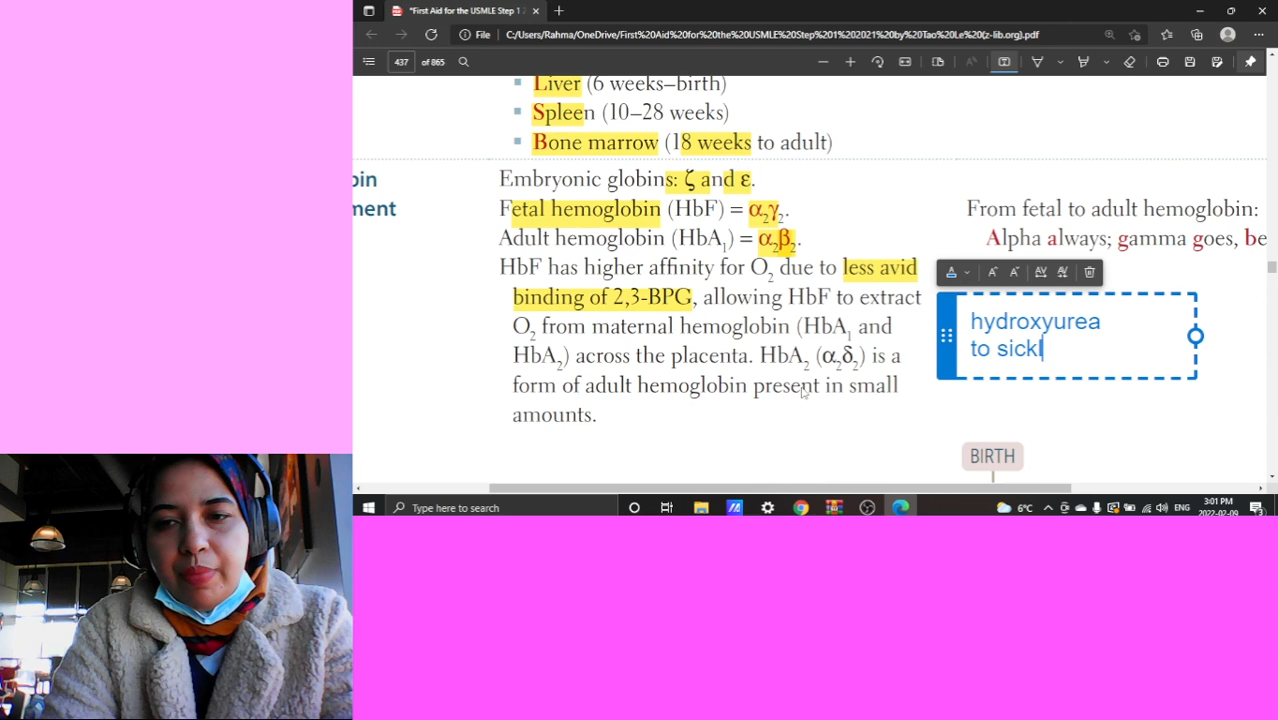 *First Aid for the USMLE Step 1 2
File
C:/Users/Rahma/OneDrive/First%20Aid%20for%20the%20USMLE%20Step%201%202021%20by%20Tao%20Le%20(z-lib.org).pdf
437 of 865
Liver (6 weeks–birth)
Spleen (10–28 weeks)
Bone marrow (18 weeks to adult)
bin
ment
Embryonic globins: ζ and ε.
Fetal hemoglobin (HbF) = α₂γ₂.
Adult hemoglobin (HbA₁) = α₂β₂.
HbF has higher affinity for O₂ due to less avid
binding of 2,3-BPG, allowing HbF to extract
O₂ from maternal hemoglobin (HbA₁ and
HbA₂) across the placenta. HbA₂ (α₂δ₂) is a
form of adult hemoglobin present in small
amounts.
From fetal to adult hemoglobin:
Alpha always; gamma goes, be
hydroxyurea
to sickl
BIRTH
Type here to search
6°C
ENG
3:01 PM
2022-02-09